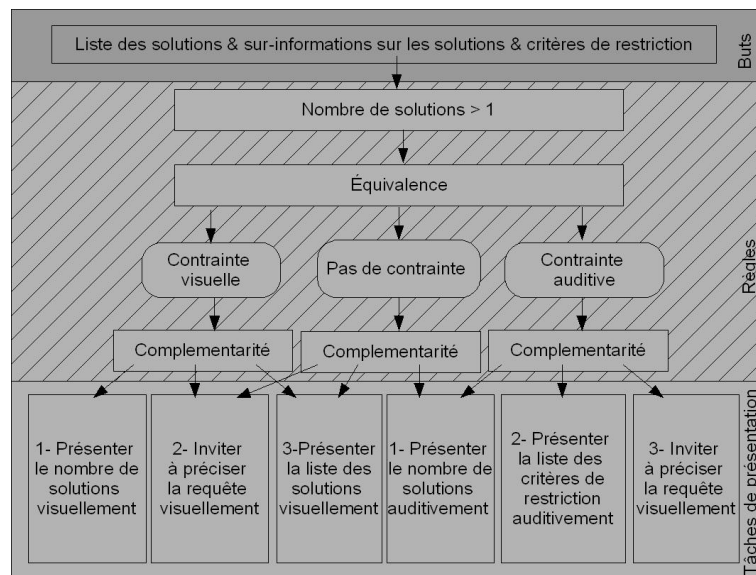 Liste des solutions & sur-informations sur les solutions & critères de restriction
Buts
Nombre de solutions > 1
Équivalence
Contrainte
visuelle
Pas de contrainte
Contrainte
auditive
Règles
Complementarité
Complementarité
Complementarité
1- Présenter
le nombre de
solutions
visuellement
2- Inviter
à préciser
la requête
visuellement
3-Présenter
la liste des
solutions
visuellement
1- Présenter
le nombre de
solutions
auditivement
2- Présenter
la liste des
critères de
restriction
auditivement
3- Inviter
à préciser
la requête
visuellement
Tâches de présentation